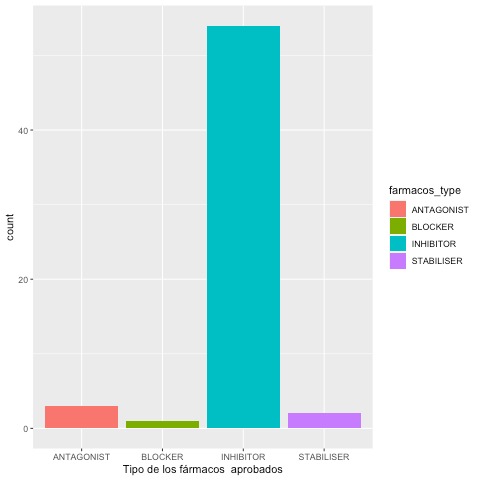 count
40
20
0
ANTAGONIST
BLOCKER
INHIBITOR
STABILISER
Tipo de los fármacos  aprobados
farmacos_type
ANTAGONIST
BLOCKER
INHIBITOR
STABILISER